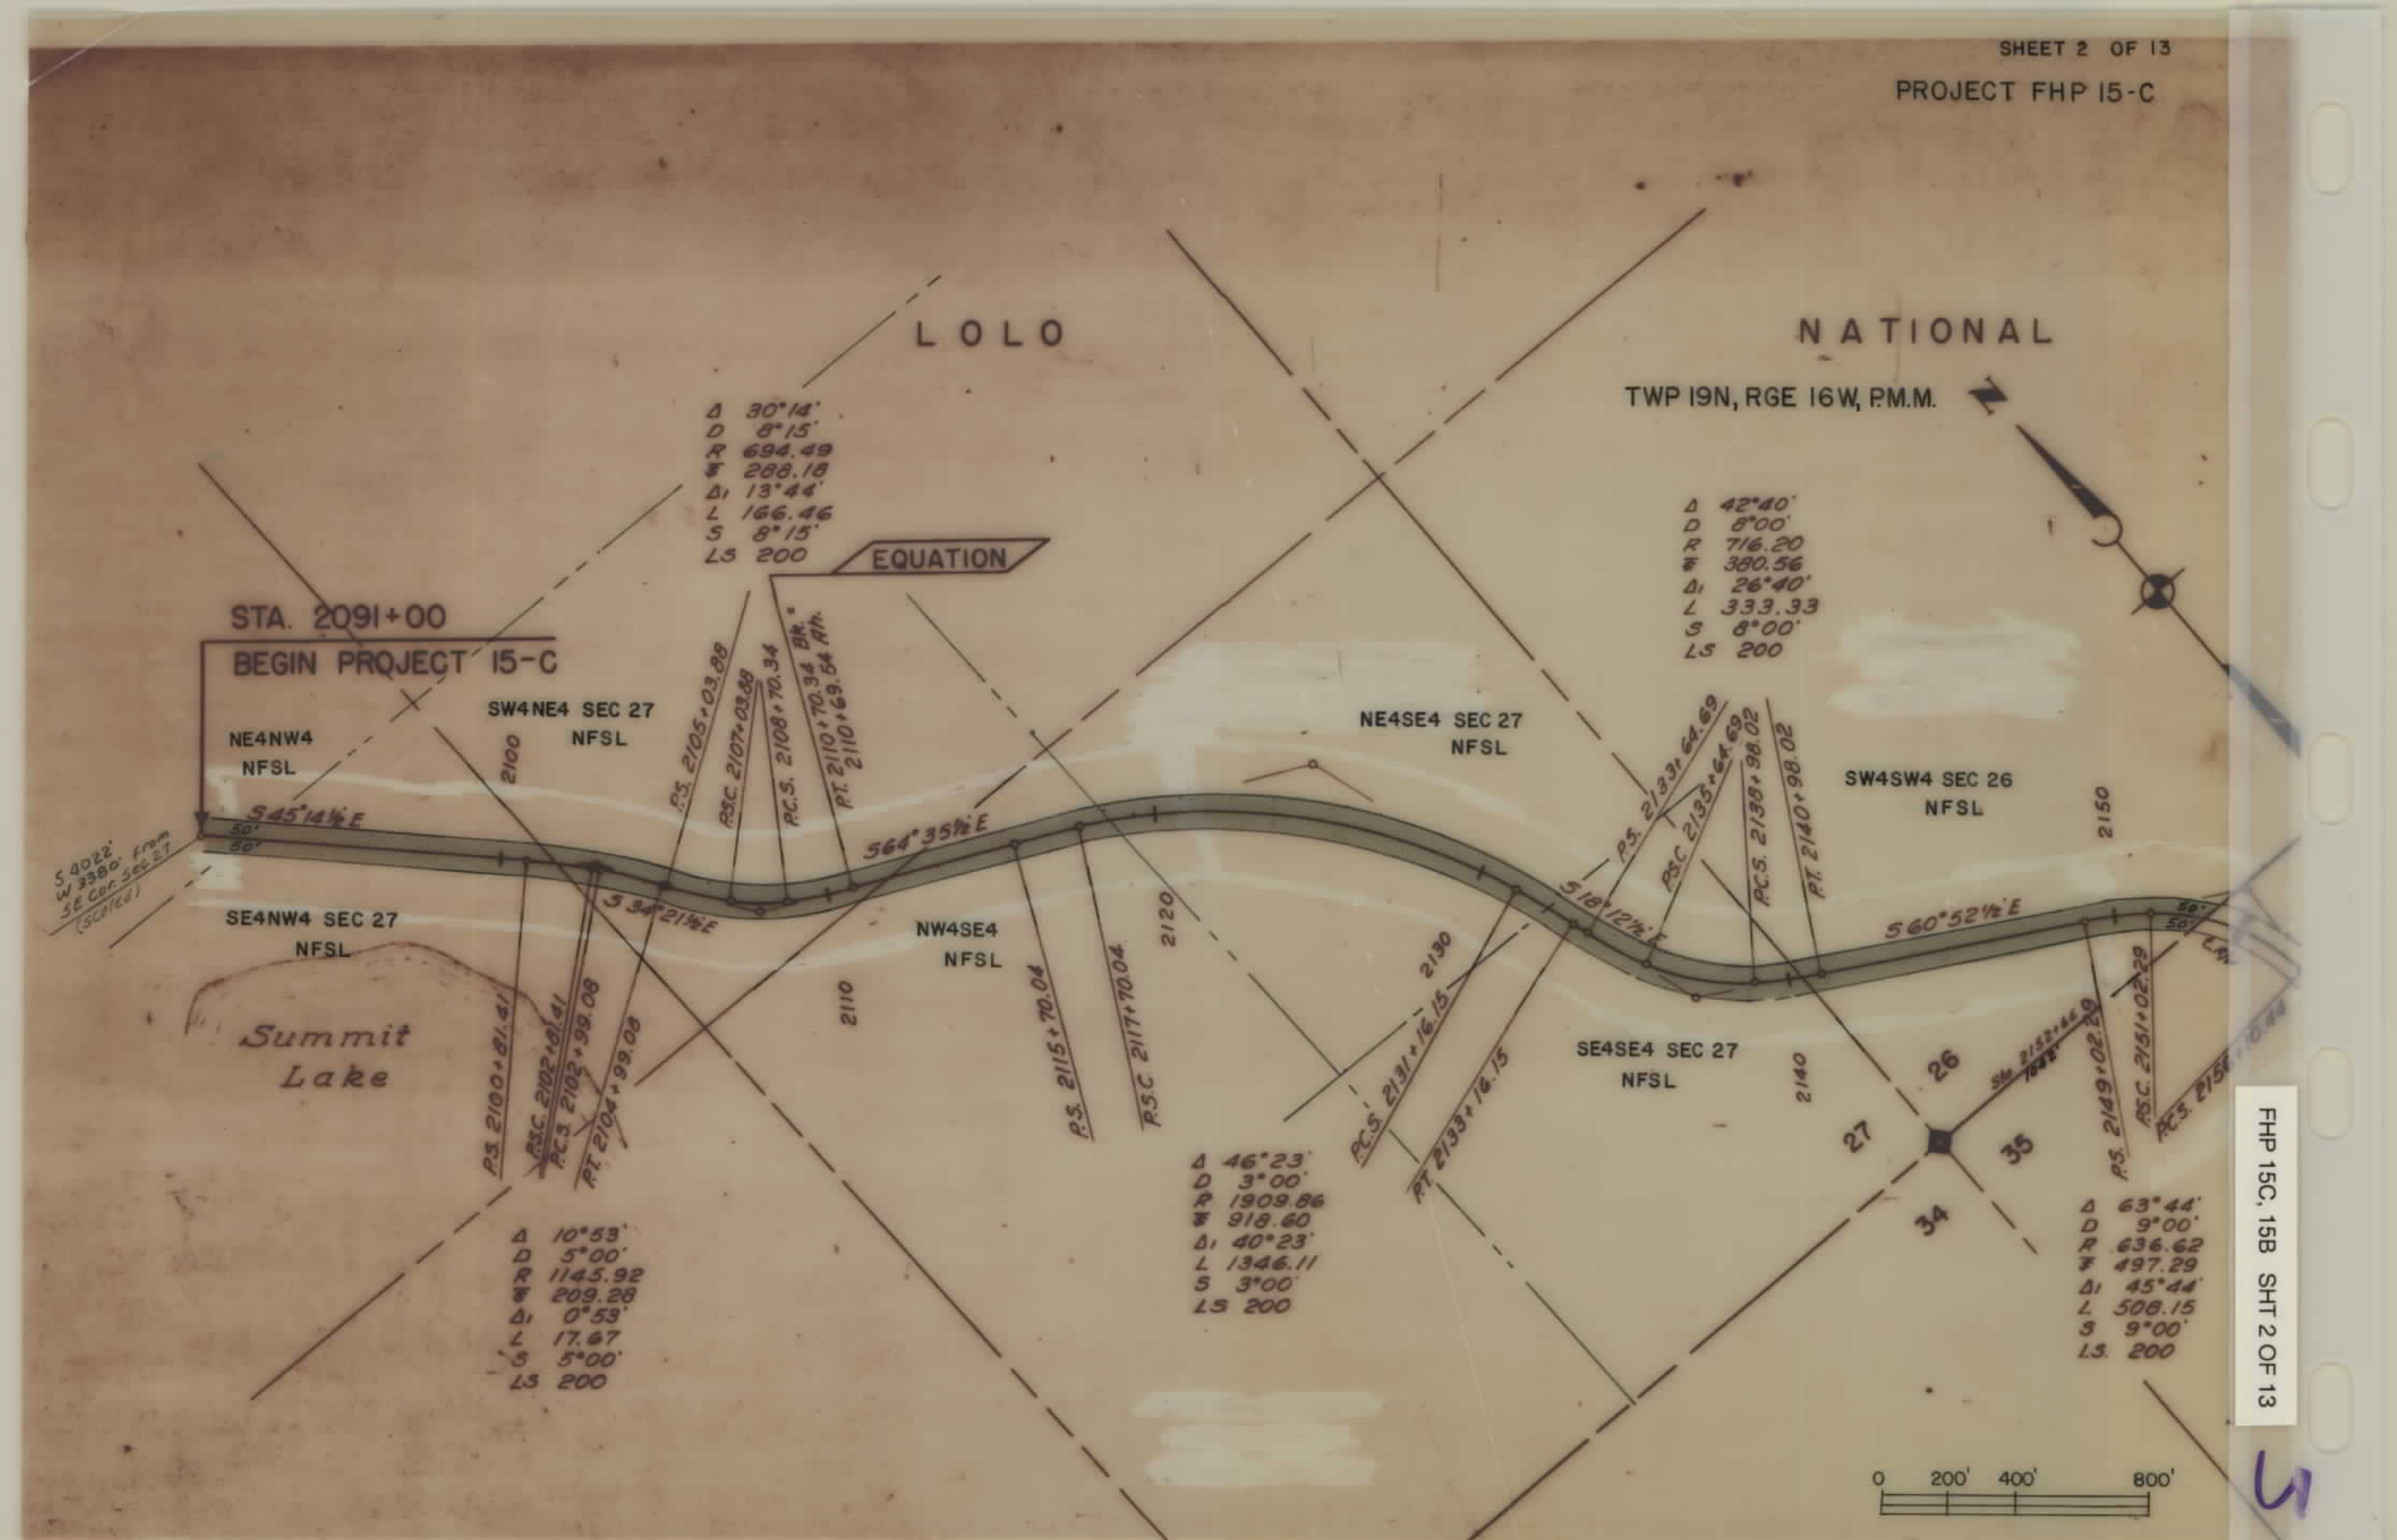 SHEET 2 OF 13
PROJECT FHP 15-C
LOLO
NATIONAL
TWP 19N, RGE 16W, P.M.M.
N
Δ 30°14'
D 8°15'
R 694.49
T 288.18
Δ1 13°44'
L 166.46
S 8°15'
LS 200
EQUATION
Δ 42°40'
D 8°00'
R 716.20
T 380.56
Δ1 26°40'
L 333.33
S 8°00'
LS 200
STA. 2091+00
BEGIN PROJECT 15-C
NE4NW4
NFSL
SW4NE4 SEC 27
NFSL
2100
P.S. 2105+03.88
P.S.C. 2107+03.88
P.C.S. 2108+70.34
P.T. 2110+70.34 Bk.=
2110+69.54 Ah.
NE4SE4 SEC 27
NFSL
P.S. 2133+64.69
P.S.C. 2135+64.69
P.C.S. 2138+98.02
P.T. 2140+98.02
SW4SW4 SEC 26
NFSL
2150
S 45°14½'E
50'
50'
S 4022'
W 3380' from
SE Cor. Sec 27
(scaled)
S 34°21½'E
S 64°35½'E
S 18°12½'E
S 60°52½'E
50'
50'
SE4NW4 SEC 27
NFSL
Summit
Lake
NW4SE4
NFSL
2110
2120
2130
2140
SE4SE4 SEC 27
NFSL
P.S. 2100+81.41
P.S.C. 2102+81.41
P.C.S. 2102+99.08
P.T. 2104+99.08
P.S. 2115+70.04
P.S.C. 2117+70.04
P.C.S. 2131+16.15
P.T. 2133+16.15
P.S. 2149+02.29
P.S.C. 2151+02.29
26
27
35
34
Δ 10°53'
D 5°00'
R 1145.92
T 209.28
Δ1 0°53'
L 17.67
S 5°00'
LS 200
Δ 46°23'
D 3°00'
R 1909.86
T 918.60
Δ1 40°23'
L 1346.11
S 3°00'
LS 200
Δ 63°44'
D 9°00'
R 636.62
T 497.29
Δ1 45°44'
L 508.15
S 9°00'
LS. 200
0 200' 400' 800'
FHP 15C, 15B SHT 2 OF 13